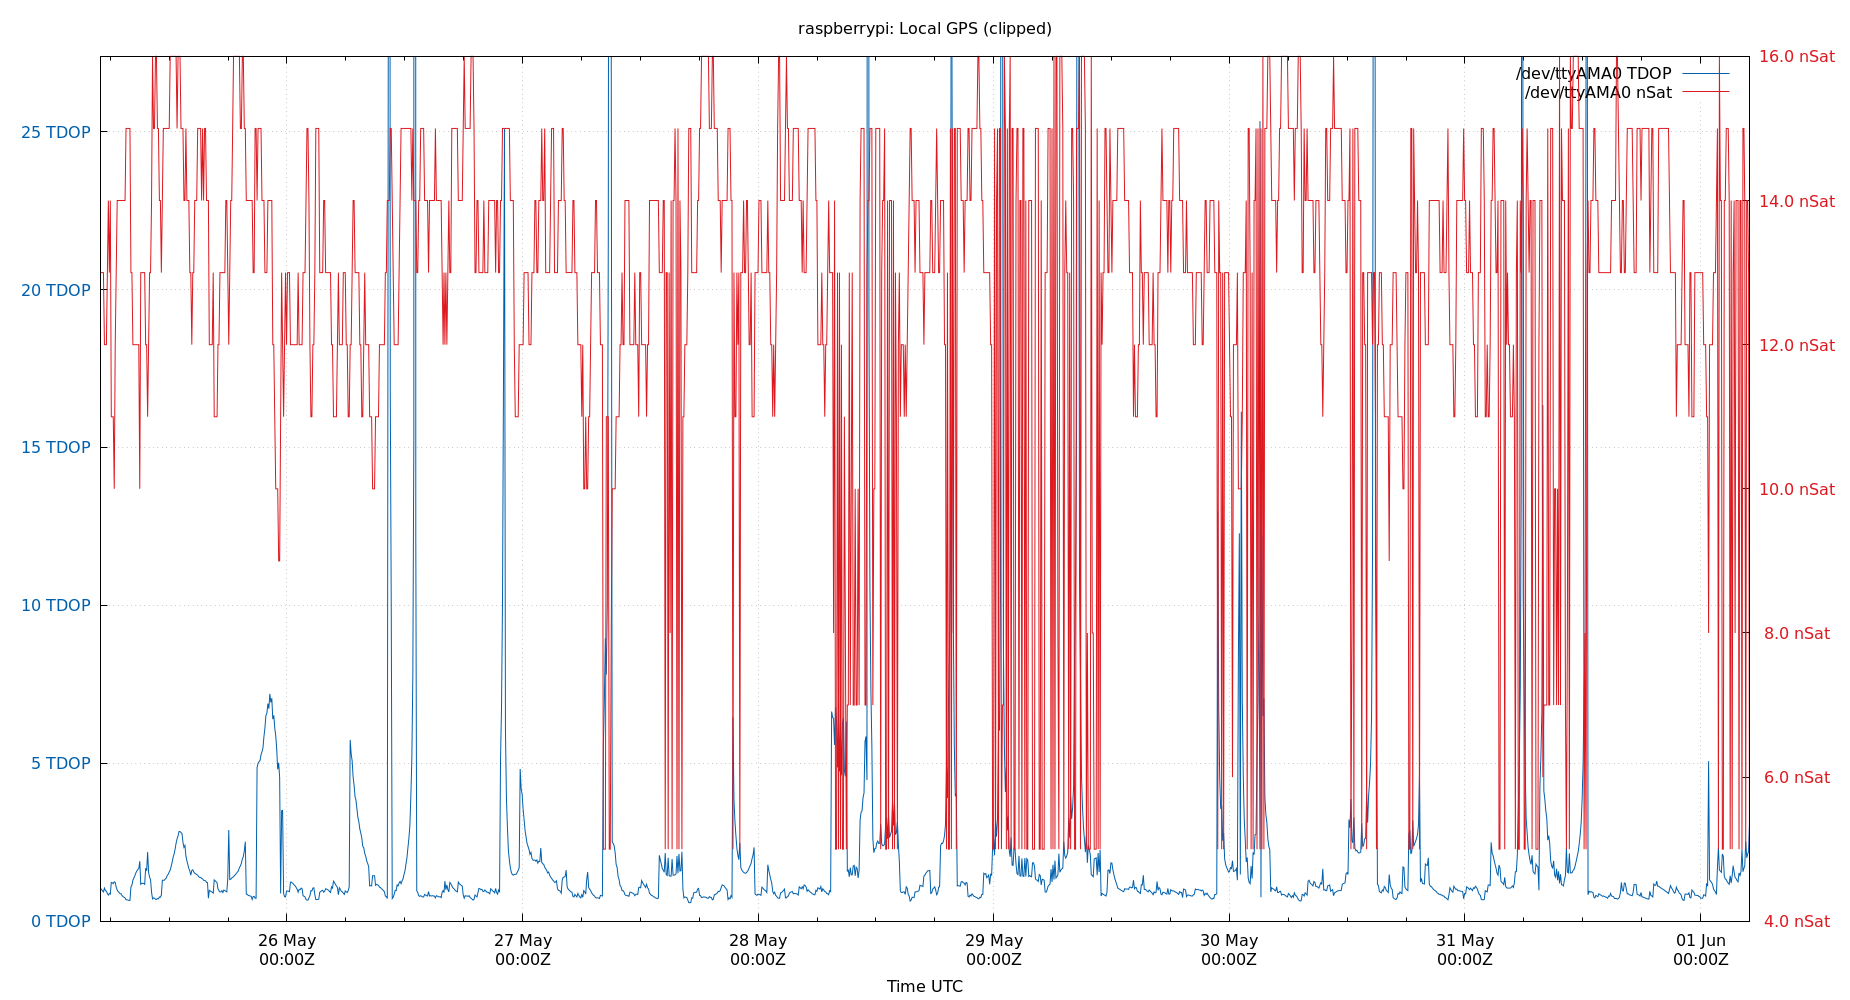 raspberrypi: Local GPS (clipped)
/dev/ttyAMA0 TDOP
/dev/ttyAMA0 nSat
25 TDOP
20 TDOP
15 TDOP
10 TDOP
5 TDOP
0 TDOP
16.0 nSat
14.0 nSat
12.0 nSat
10.0 nSat
8.0 nSat
6.0 nSat
4.0 nSat
26 May
00:00Z
27 May
00:00Z
28 May
00:00Z
29 May
00:00Z
30 May
00:00Z
31 May
00:00Z
01 Jun
00:00Z
Time UTC